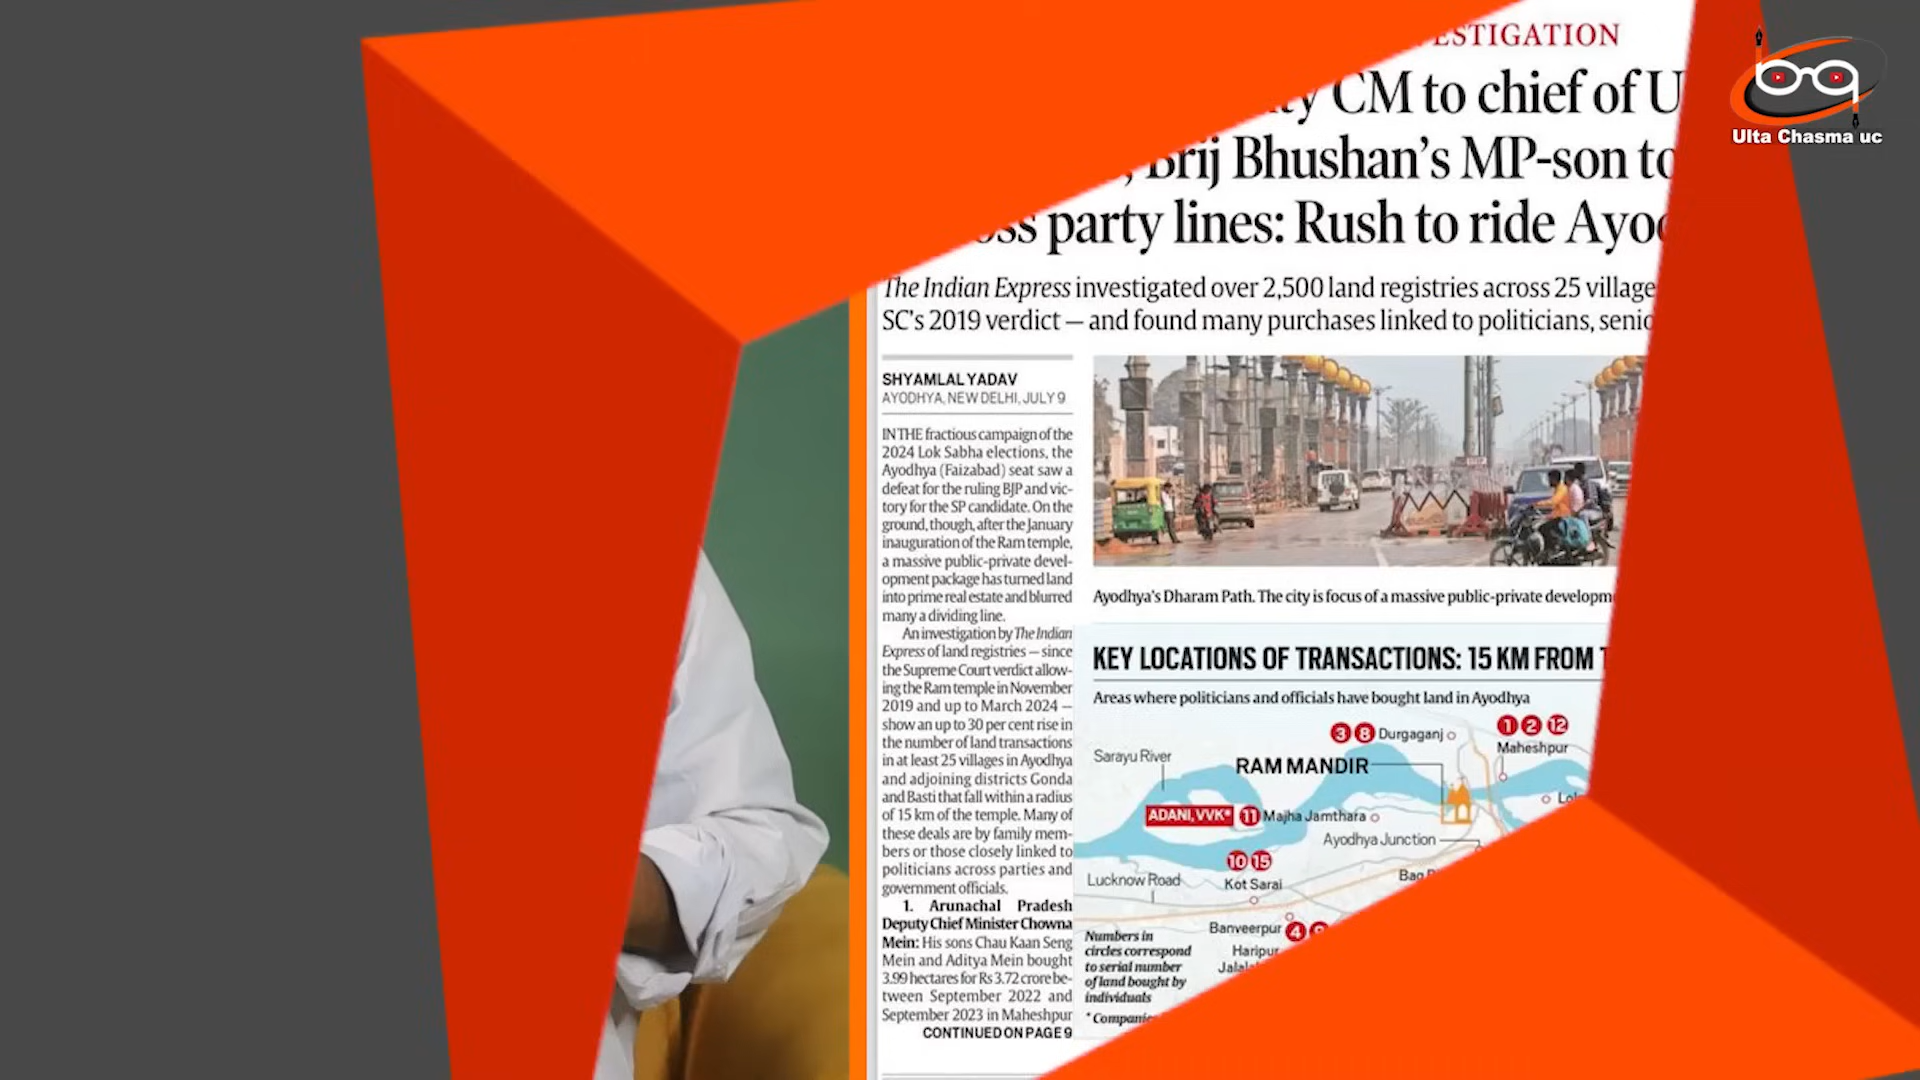 ESTIGATION
CM to chief of U
Brij Bhushan's MP-son to
oss party lines: Rush to ride Ayod
The Indian Express investigated over 2,500 land registries across 25 village
SC's 2019 verdict — and found many purchases linked to politicians, senio
Ulta Chasma uc
SHYAMLAL YADAV
AYODHYA, NEW DELHI, JULY 9
IN THE fractious campaign of the
2024 Lok Sabha elections, the
Ayodhya (Faizabad) seat saw a
defeat for the ruling BJP and vic-
tory for the SP candidate. On the
ground, though, after the January
inauguration of the Ram temple,
a massive public-private devel-
opment package has turned land
into prime real estate and blurred
many a dividing line.
An investigation by The Indian
Express of land registries — since
the Supreme Court verdict allow-
ing the Ram temple in November
2019 and up to March 2024 —
show an up to 30 per cent rise in
the number of land transactions
in at least 25 villages in Ayodhya
and adjoining districts Gonda
and Basti that fall within a radius
of 15 km of the temple. Many of
these deals are by family mem-
bers or those closely linked to
politicians across parties and
government officials.
1. Arunachal Pradesh
Deputy Chief Minister Chowna
Mein: His sons Chau Kaan Seng
Mein and Aditya Mein bought
3.99 hectares for Rs 3.72 crore be-
tween September 2022 and
September 2023 in Maheshpur
CONTINUED ON PAGE 9
Ayodhya's Dharam Path. The city is focus of a massive public-private developm
KEY LOCATIONS OF TRANSACTIONS: 15 KM FROM
Areas where politicians and officials have bought land in Ayodhya
3 8 Durgaganj
1 2 12
Maheshpur
Sarayu River
RAM MANDIR
ADANI, VVK* 11 Majha Jamthara
Ayodhya Junction
10 15
Kot Sarai
Lucknow Road
Banveerpur 4
Haripur
Numbers in
circles correspond
to serial number
of land bought by
individuals